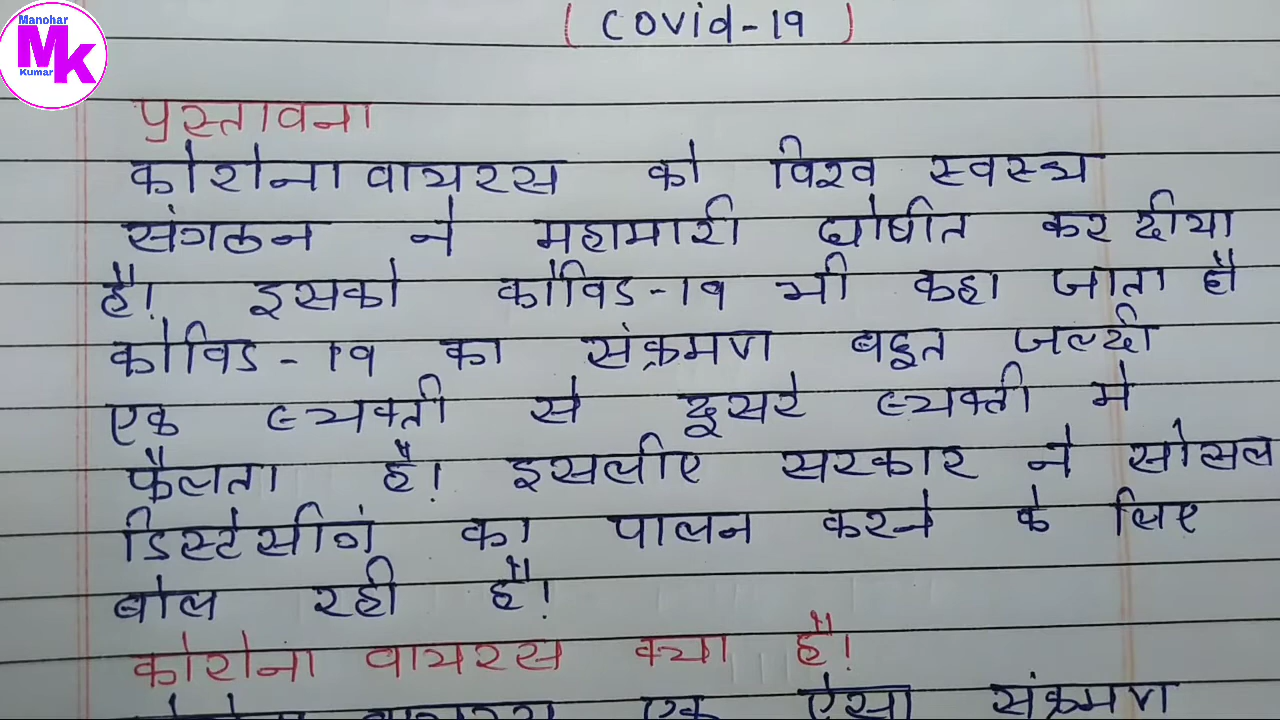 Manohar
MK
Kumar
( Covid-19 )
प्रस्तावना
कोरोना वायरस को विश्व स्वस्थ्य
संगठन ने महामारी घोषीत कर दीया
है। इसको कोविड-19 भी कहा जाता है
कोविड-19 का संक्रमण बहुत जल्दी
एक व्यक्ती से दूसरे व्यक्ती मे
फैलता है। इसलीए सरकार ने सोसल
डिस्टेंसीगं का पालन करने के लिए
बोल रही है।
कोरोना वायरस क्या है।
एक ऐसा संक्रमण